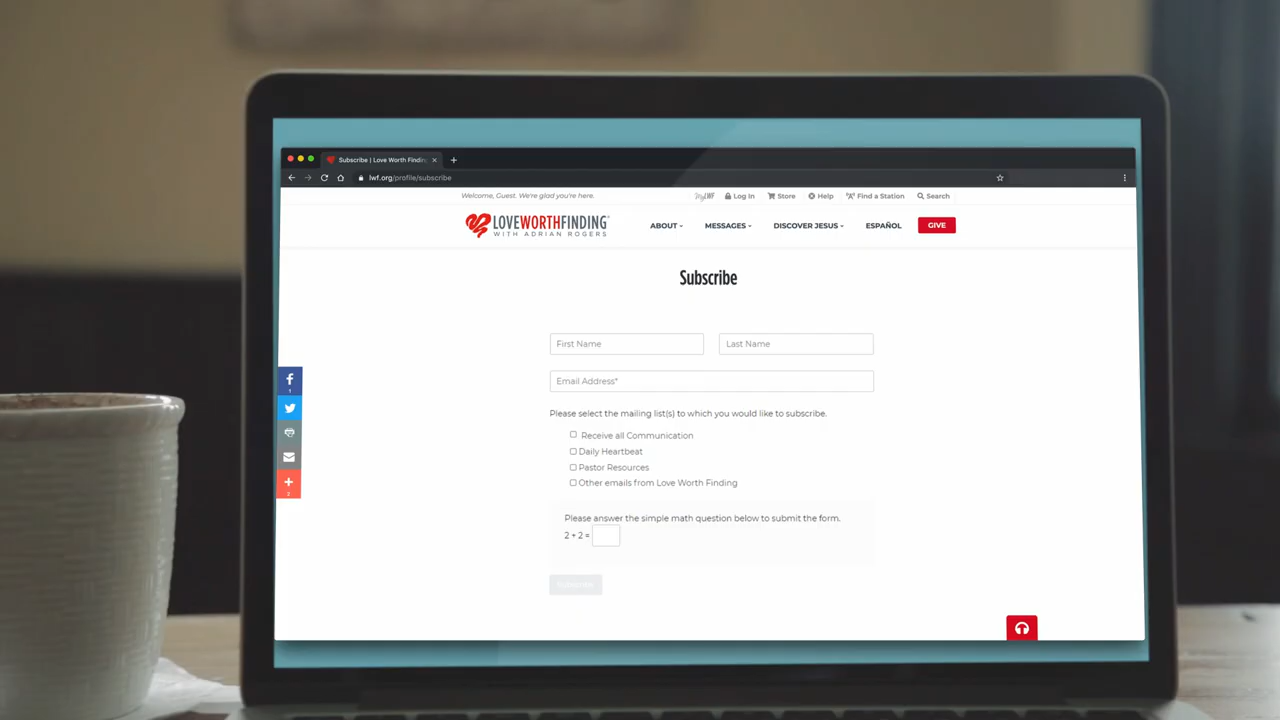 Subscribe | Love Worth Findin
lwf.org/profile/subscribe
Welcome, Guest. We're glad you're here.
MyLWF Log In Store Help Find a Station Search
LOVEWORTHFINDING
WITH ADRIAN ROGERS
ABOUT MESSAGES DISCOVER JESUS ESPAÑOL GIVE
Subscribe
First Name Last Name
Email Address*
Please select the mailing list(s) to which you would like to subscribe.
Receive all Communication
Daily Heartbeat
Pastor Resources
Other emails from Love Worth Finding
Please answer the simple math question below to submit the form.
2 + 2 =